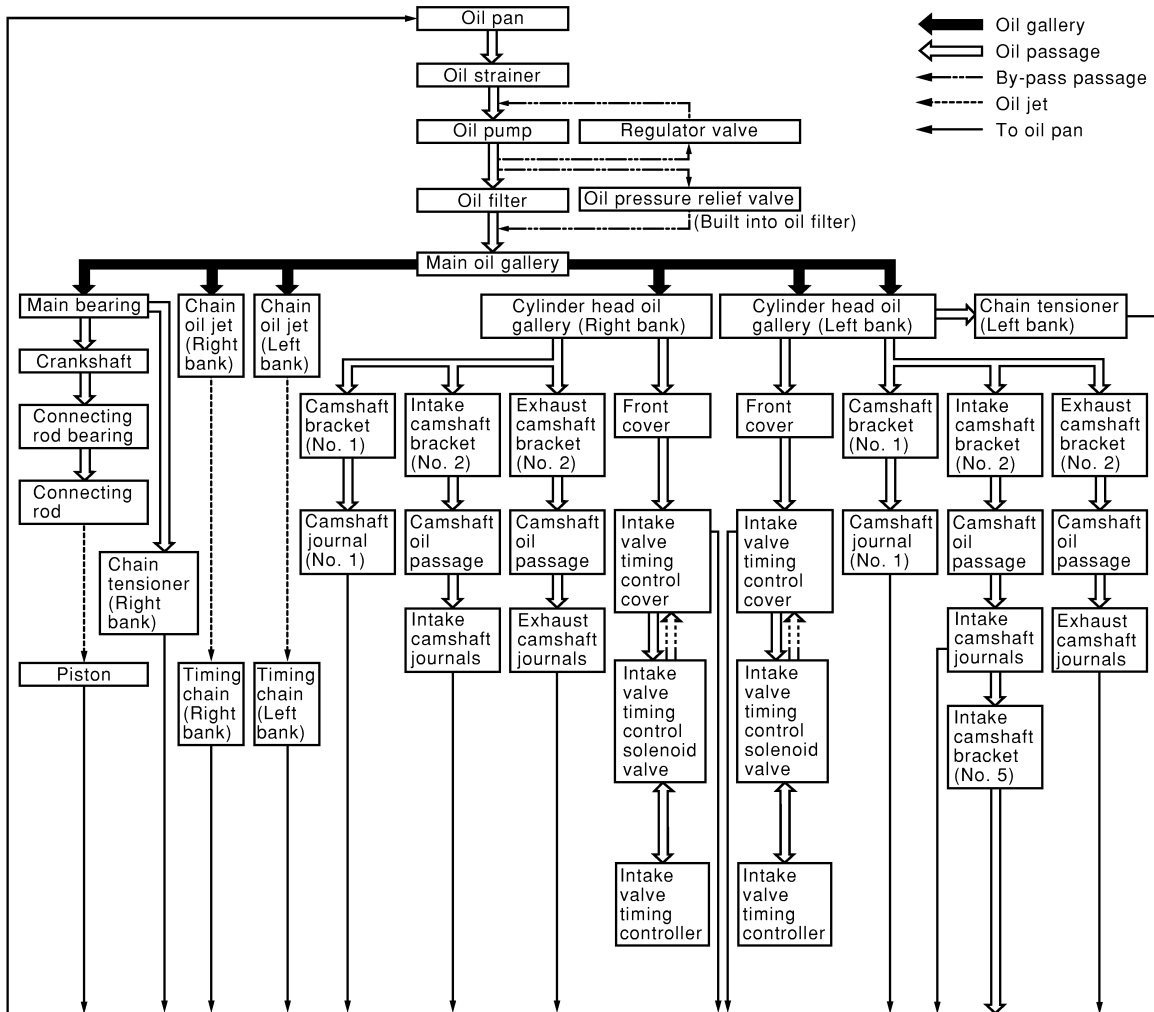 Oil pan
Oil gallery
Oil passage
By-pass passage
Oil jet
To oil pan
Oil strainer
Oil pump
Regulator valve
Oil filter
Oil pressure relief valve
(Built into oil filter)
Main oil gallery
Main bearing
Chain
oil jet
(Right
bank)
Chain
oil jet
(Left
bank)
Cylinder head oil
gallery (Right bank)
Cylinder head oil
gallery (Left bank)
Chain tensioner
(Left bank)
Crankshaft
Connecting
rod bearing
Connecting
rod
Camshaft
bracket
(No. 1)
Intake
camshaft
bracket
(No. 2)
Exhaust
camshaft
bracket
(No. 2)
Front
cover
Front
cover
Camshaft
bracket
(No. 1)
Intake
camshaft
bracket
(No. 2)
Exhaust
camshaft
bracket
(No. 2)
Camshaft
journal
(No. 1)
Camshaft
oil
passage
Camshaft
oil
passage
Intake
valve
timing
control
cover
Intake
valve
timing
control
cover
Camshaft
journal
(No. 1)
Camshaft
oil
passage
Camshaft
oil
passage
Chain
tensioner
(Right
bank)
Intake
camshaft
journals
Exhaust
camshaft
journals
Intake
camshaft
journals
Exhaust
camshaft
journals
Piston
Timing
chain
(Right
bank)
Timing
chain
(Left
bank)
Intake
valve
timing
control
solenoid
valve
Intake
valve
timing
control
solenoid
valve
Intake
camshaft
bracket
(No. 5)
Intake
valve
timing
controller
Intake
valve
timing
controller